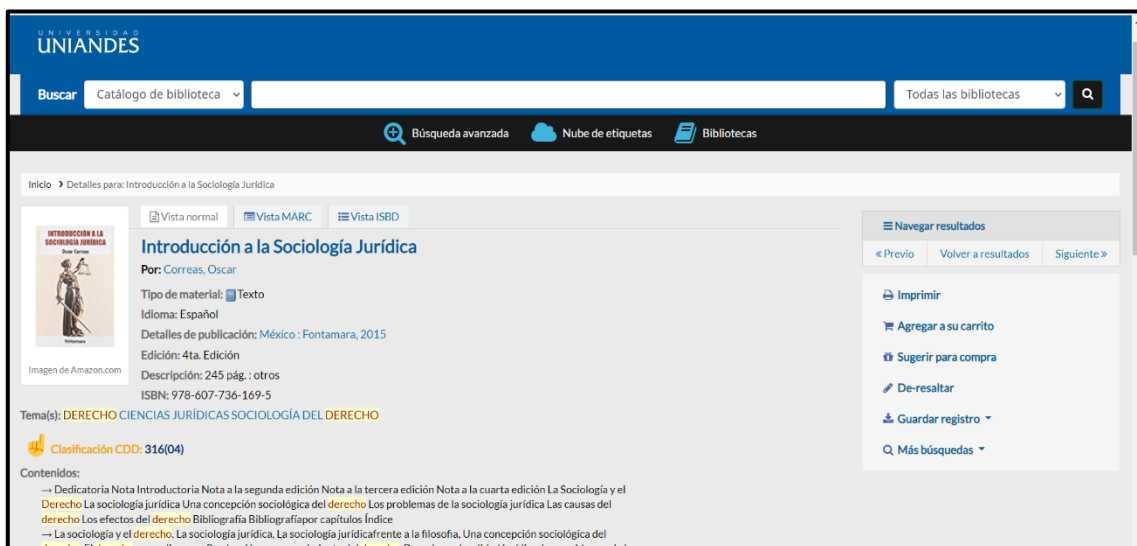 UNIVERSIDAD
UNIANDES
Buscar Catálogo de biblioteca Todas las bibliotecas
Búsqueda avanzada Nube de etiquetas Bibliotecas
Inicio Detalles para: Introducción a la Sociología Jurídica
INTRODUCCIÓN A LA
SOCIOLOGÍA JURÍDICA
Oscar Correas
fontamara
Imagen de Amazon.com
Vista normal Vista MARC Vista ISBD
Introducción a la Sociología Jurídica
Por: Correas, Oscar
Tipo de material: Texto
Idioma: Español
Detalles de publicación: México : Fontamara, 2015
Edición: 4ta. Edición
Descripción: 245 pág. : otros
ISBN: 978-607-736-169-5
Tema(s): DERECHO CIENCIAS JURÍDICAS SOCIOLOGÍA DEL DERECHO
Clasificación CDD: 316(04)
Contenidos:
→ Dedicatoria Nota Introductoria Nota a la segunda edición Nota a la tercera edición Nota a la cuarta edición La Sociología y el
Derecho La sociología jurídica Una concepción sociológica del derecho Los problemas de la sociología jurídica Las causas del
derecho Los efectos del derecho Bibliografía Bibliografíapor capítulos Índice
→ La sociología y el derecho, La sociología jurídica, La sociología jurídicafrente a la filosofia, Una concepción sociológica del
Navegar resultados
« Previo Volver a resultados Siguiente »
Imprimir
Agregar a su carrito
Sugerir para compra
De-resaltar
Guardar registro
Más búsquedas